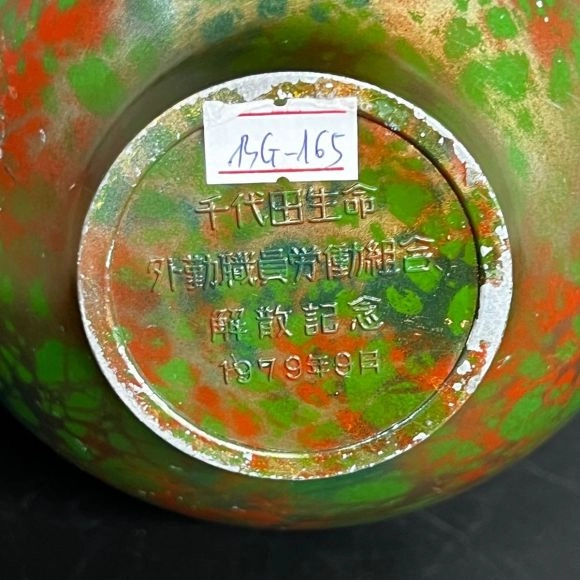 BG-165
千代田生命
外勤職員労働組合
解散記念
1979年9月